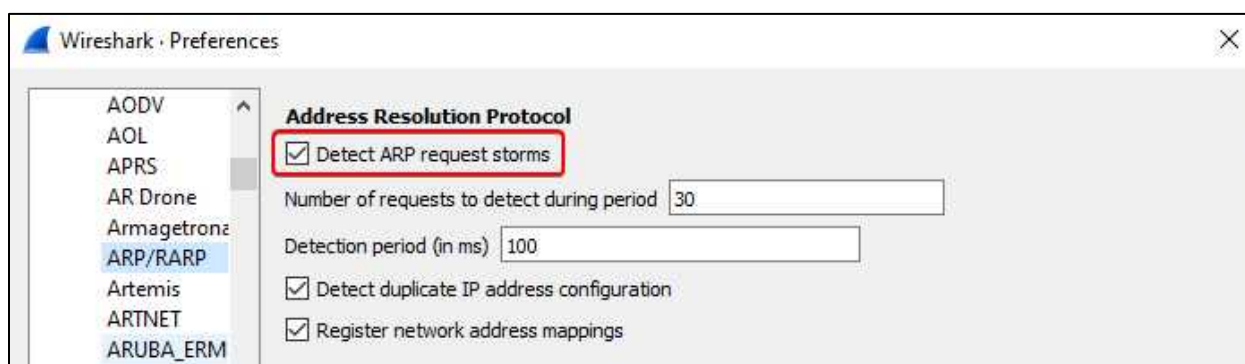 Wireshark · Preferences
AODV
AOL
APRS
AR Drone
Armagetrona
ARP/RARP
Artemis
ARTNET
ARUBA_ERM
Address Resolution Protocol
Detect ARP request storms
Number of requests to detect during period 30
Detection period (in ms) 100
Detect duplicate IP address configuration
Register network address mappings